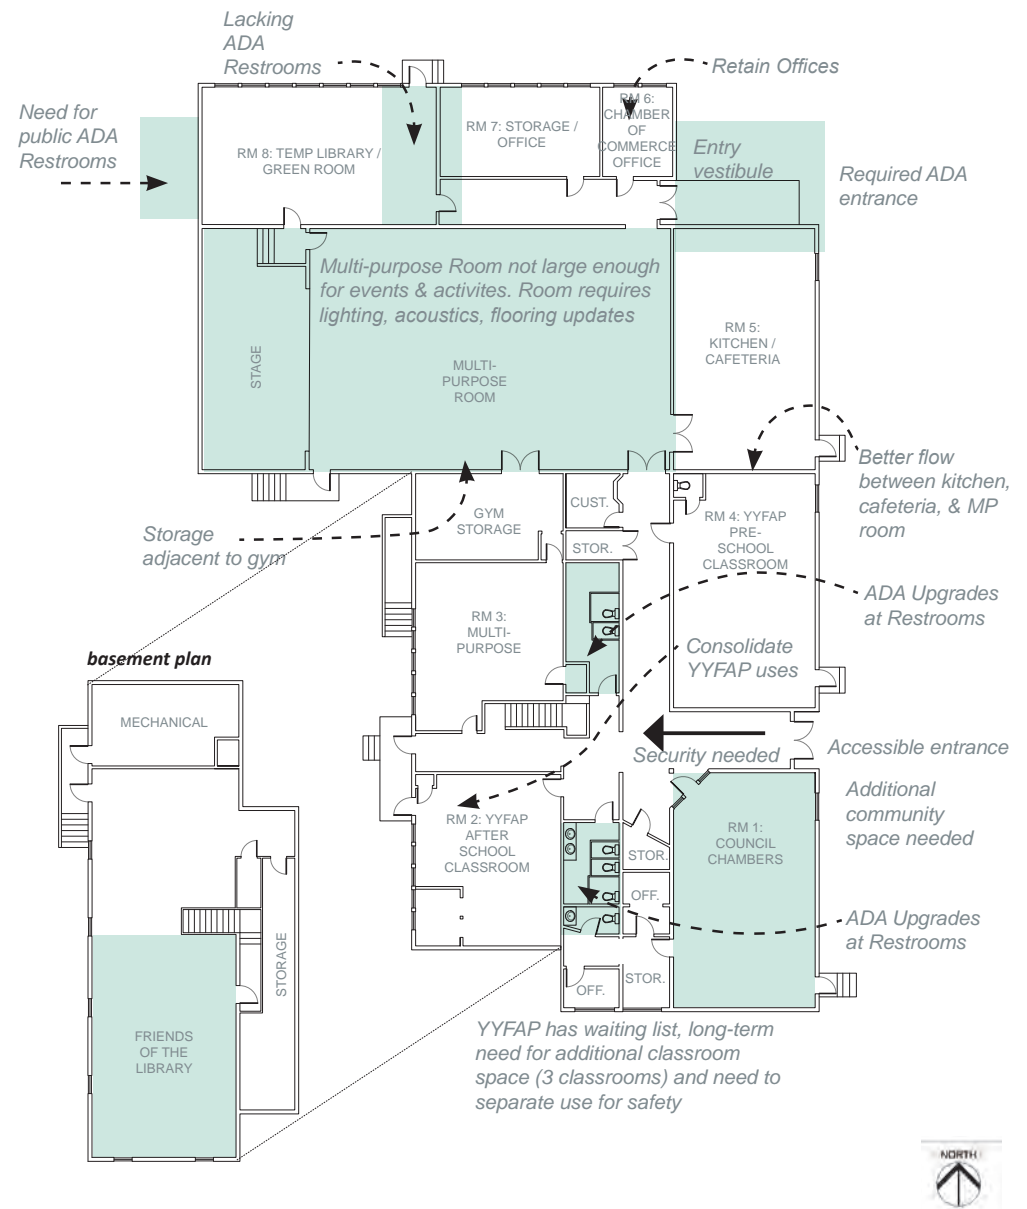 Lacking
ADA
Restrooms
Retain Offices
Need for
public ADA
Restrooms
RM 8: TEMP LIBRARY /
GREEN ROOM
RM 7: STORAGE /
OFFICE
RM 6:
CHAMBER
OF
COMMERCE
OFFICE
Entry
vestibule
Required ADA
entrance
Multi-purpose Room not large enough
for events & activites. Room requires
lighting, acoustics, flooring updates
STAGE
MULTI-
PURPOSE
ROOM
RM 5:
KITCHEN /
CAFETERIA
Better flow
between kitchen,
cafeteria, & MP
room
Storage
adjacent to gym
GYM
STORAGE
CUST.
STOR.
RM 4: YYFAP
PRE-
SCHOOL
CLASSROOM
ADA Upgrades
at Restrooms
RM 3:
MULTI-
PURPOSE
Consolidate
YYFAP uses
basement plan
MECHANICAL
Security needed
Accessible entrance
Additional
community
space needed
RM 2: YYFAP
AFTER
SCHOOL
CLASSROOM
STOR.
RM 1:
COUNCIL
CHAMBERS
OFF.
ADA Upgrades
at Restrooms
STORAGE
STOR.
OFF.
FRIENDS
OF THE
LIBRARY
YYFAP has waiting list, long-term
need for additional classroom
space (3 classrooms) and need to
separate use for safety
NORTH